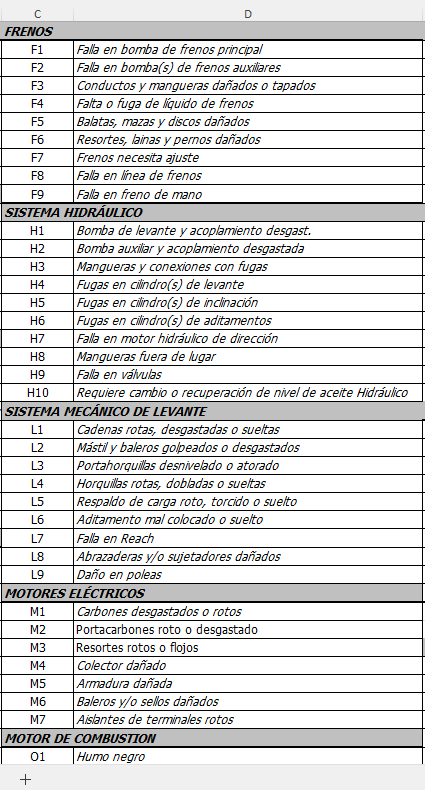 C D
FRENOS
F1 Falla en bomba de frenos principal
F2 Falla en bomba(s) de frenos auxiliares
F3 Conductos y mangueras dañados o tapados
F4 Falta o fuga de líquido de frenos
F5 Balatas, mazas y discos dañados
F6 Resortes, lainas y pernos dañados
F7 Frenos necesita ajuste
F8 Falla en línea de frenos
F9 Falla en freno de mano
SISTEMA HIDRÁULICO
H1 Bomba de levante y acoplamiento desgast.
H2 Bomba auxiliar y acoplamiento desgastada
H3 Mangueras y conexiones con fugas
H4 Fugas en cilindro(s) de levante
H5 Fugas en cilindro(s) de inclinación
H6 Fugas en cilindro(s) de aditamentos
H7 Falla en motor hidráulico de dirección
H8 Mangueras fuera de lugar
H9 Falla en válvulas
H10 Requiere cambio o recuperación de nivel de aceite Hidráulico
SISTEMA MECÁNICO DE LEVANTE
L1 Cadenas rotas, desgastadas o sueltas
L2 Mástil y baleros golpeados o desgastados
L3 Portahorquillas desnivelado o atorado
L4 Horquillas rotas, dobladas o sueltas
L5 Respaldo de carga roto, torcido o suelto
L6 Aditamento mal colocado o suelto
L7 Falla en Reach
L8 Abrazaderas y/o sujetadores dañados
L9 Daño en poleas
MOTORES ELÉCTRICOS
M1 Carbones desgastados o rotos
M2 Portacarbones roto o desgastado
M3 Resortes rotos o flojos
M4 Colector dañado
M5 Armadura dañada
M6 Baleros y/o sellos dañados
M7 Aislantes de terminales rotos
MOTOR DE COMBUSTION
O1 Humo negro